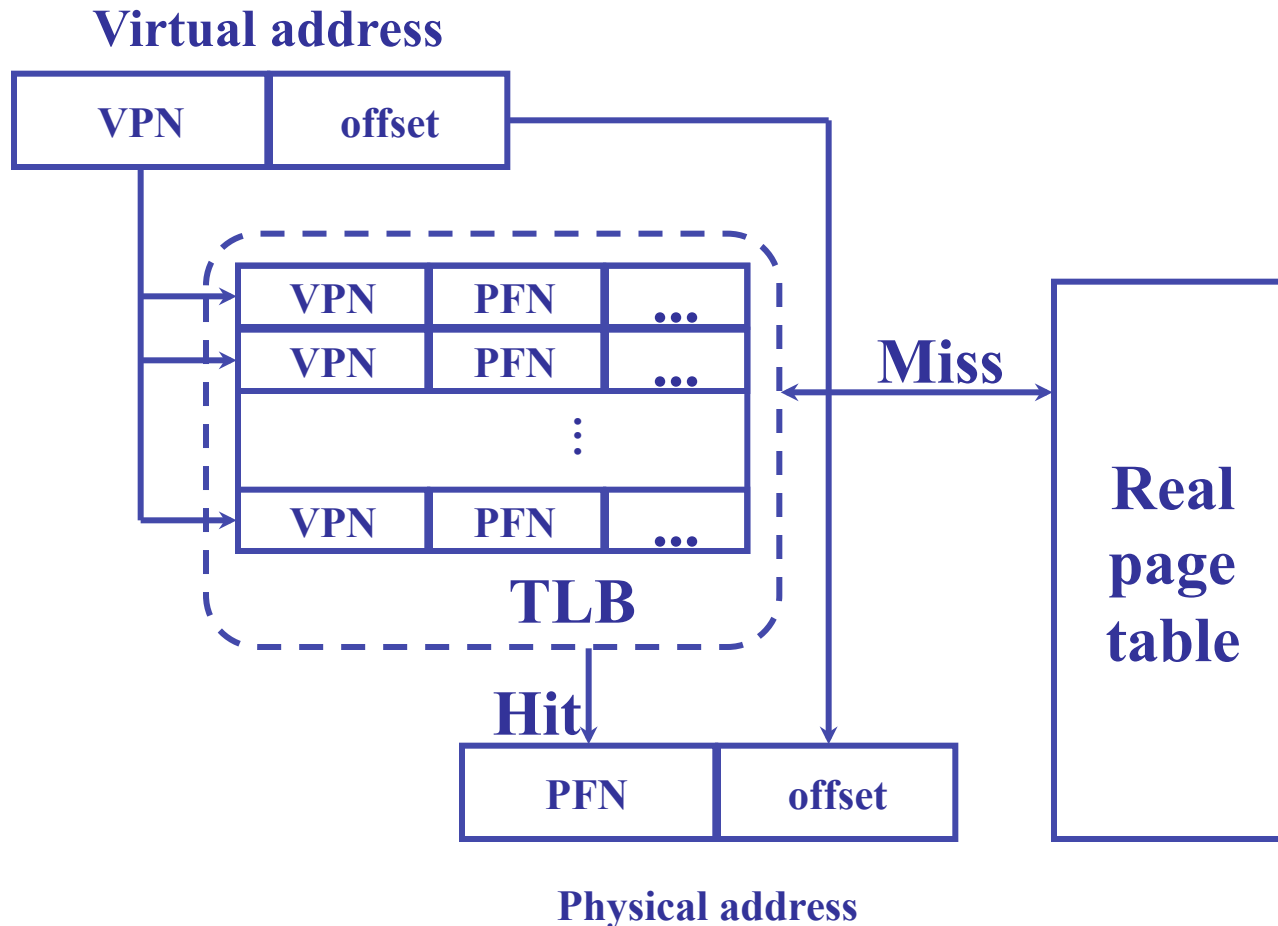 Virtual address
VPN offset
VPN PFN ...
VPN PFN ...
Miss
⋮
Real
page
table
VPN PFN ...
TLB
Hit
PFN offset
Physical address